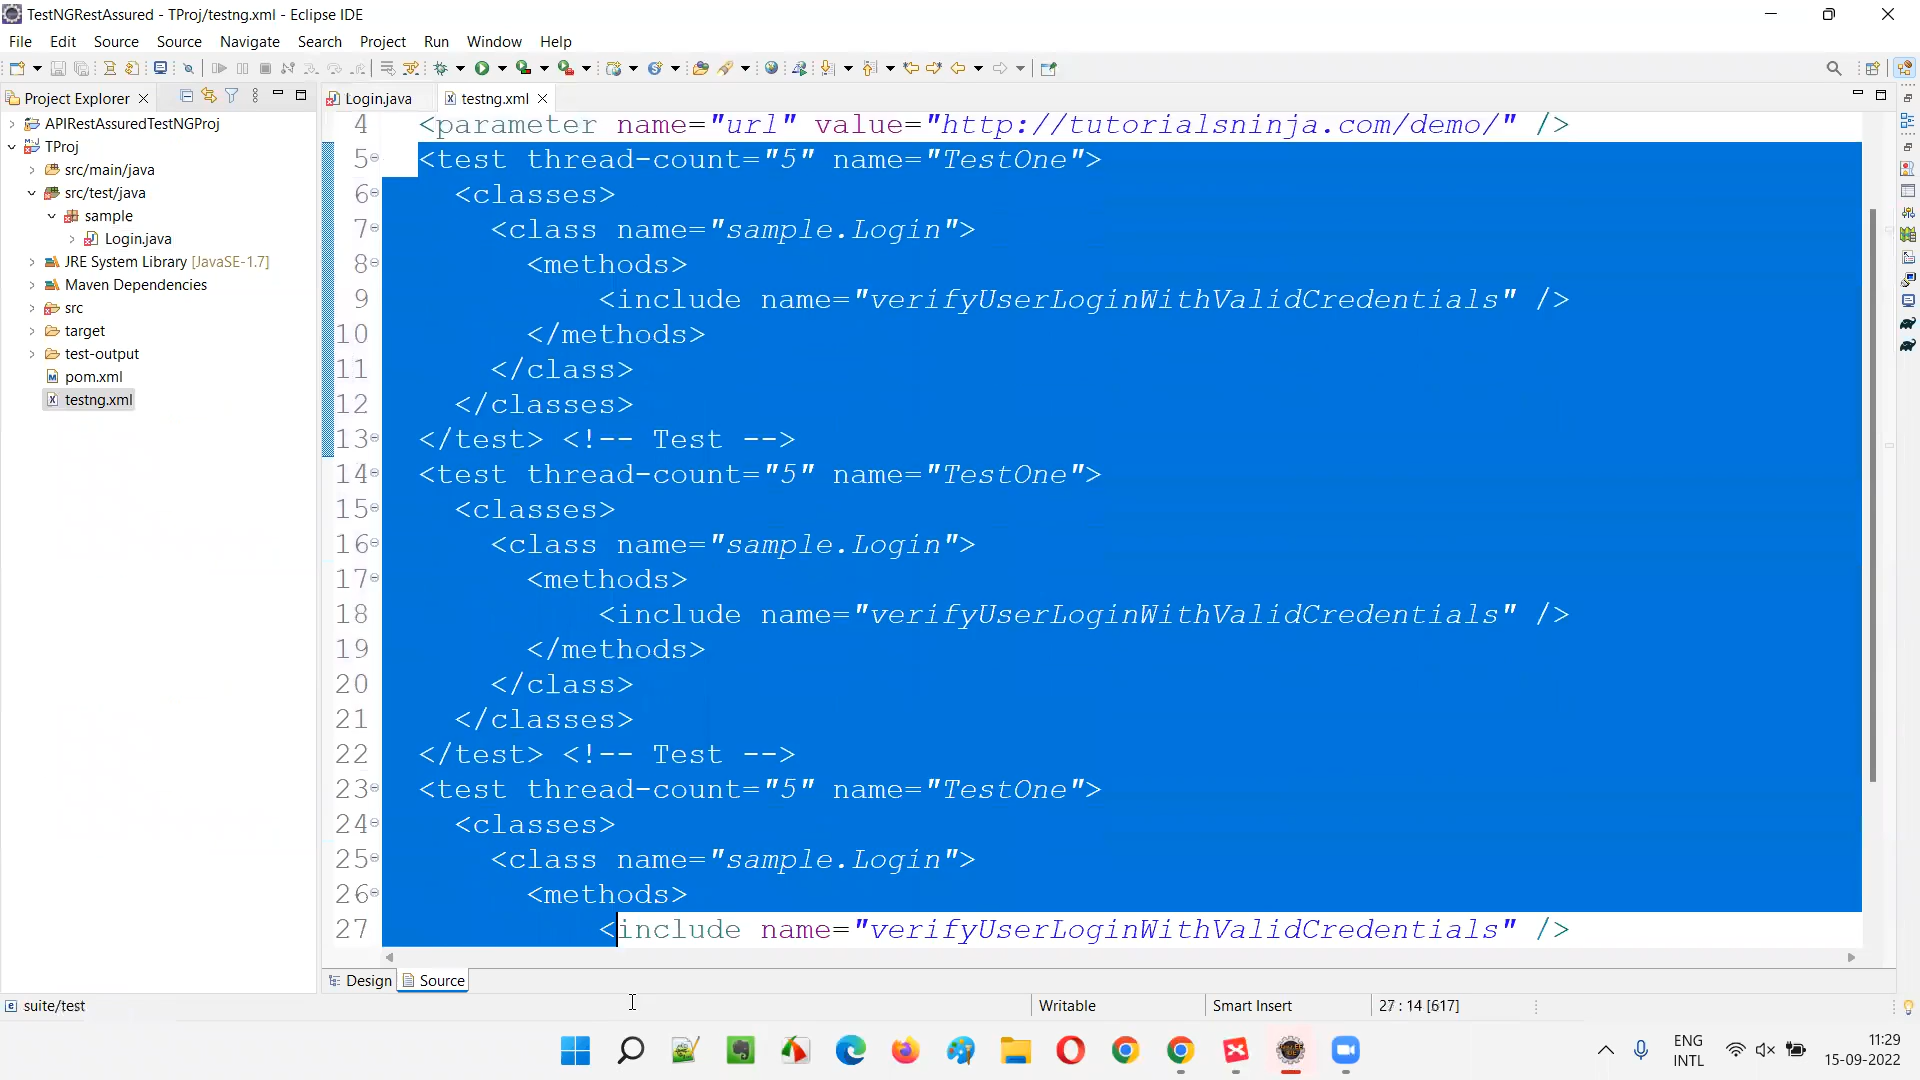 TestNGRestAssured - TProj/testng.xml - Eclipse IDE
File Edit Source Source Navigate Search Project Run Window Help
Project Explorer
Login.java testng.xml
APIRestAssuredTestNGProj
TProj
src/main/java
src/test/java
sample
Login.java
JRE System Library [JavaSE-1.7]
Maven Dependencies
src
target
test-output
pom.xml
testng.xml
4 <parameter name="url" value="http://tutorialsninja.com/demo/" />
5 <test thread-count="5" name="TestOne">
6 <classes>
7 <class name="sample.Login">
8 <methods>
9 <include name="verifyUserLoginWithValidCredentials" />
10 </methods>
11 </class>
12 </classes>
13 </test> <!-- Test -->
14 <test thread-count="5" name="TestOne">
15 <classes>
16 <class name="sample.Login">
17 <methods>
18 <include name="verifyUserLoginWithValidCredentials" />
19 </methods>
20 </class>
21 </classes>
22 </test> <!-- Test -->
23 <test thread-count="5" name="TestOne">
24 <classes>
25 <class name="sample.Login">
26 <methods>
27 <include name="verifyUserLoginWithValidCredentials" />
Design Source
suite/test Writable Smart Insert 27 : 14 [617]
ENG
INTL
11:29
15-09-2022